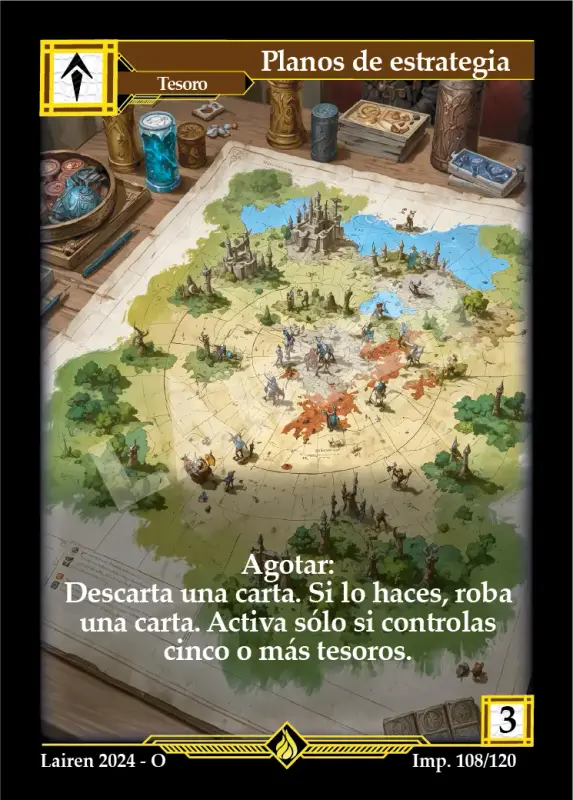 Planos de estrategia
Tesoro
Agotar:
Descarta una carta. Si lo haces, roba
una carta. Activa sólo si controlas
cinco o más tesoros.
3
Lairen 2024 - O
Imp. 108/120